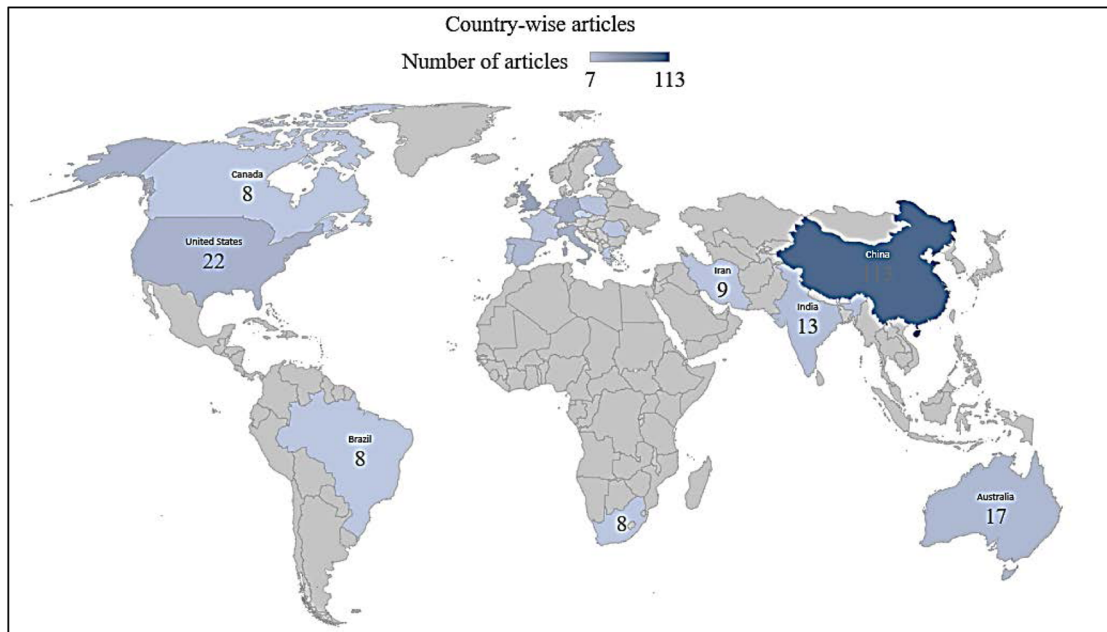 Country-wise articles
Number of articles
7 113
Canada
8
United States
22
China
113
Iran
9
India
13
Brazil
8
8
Australia
17